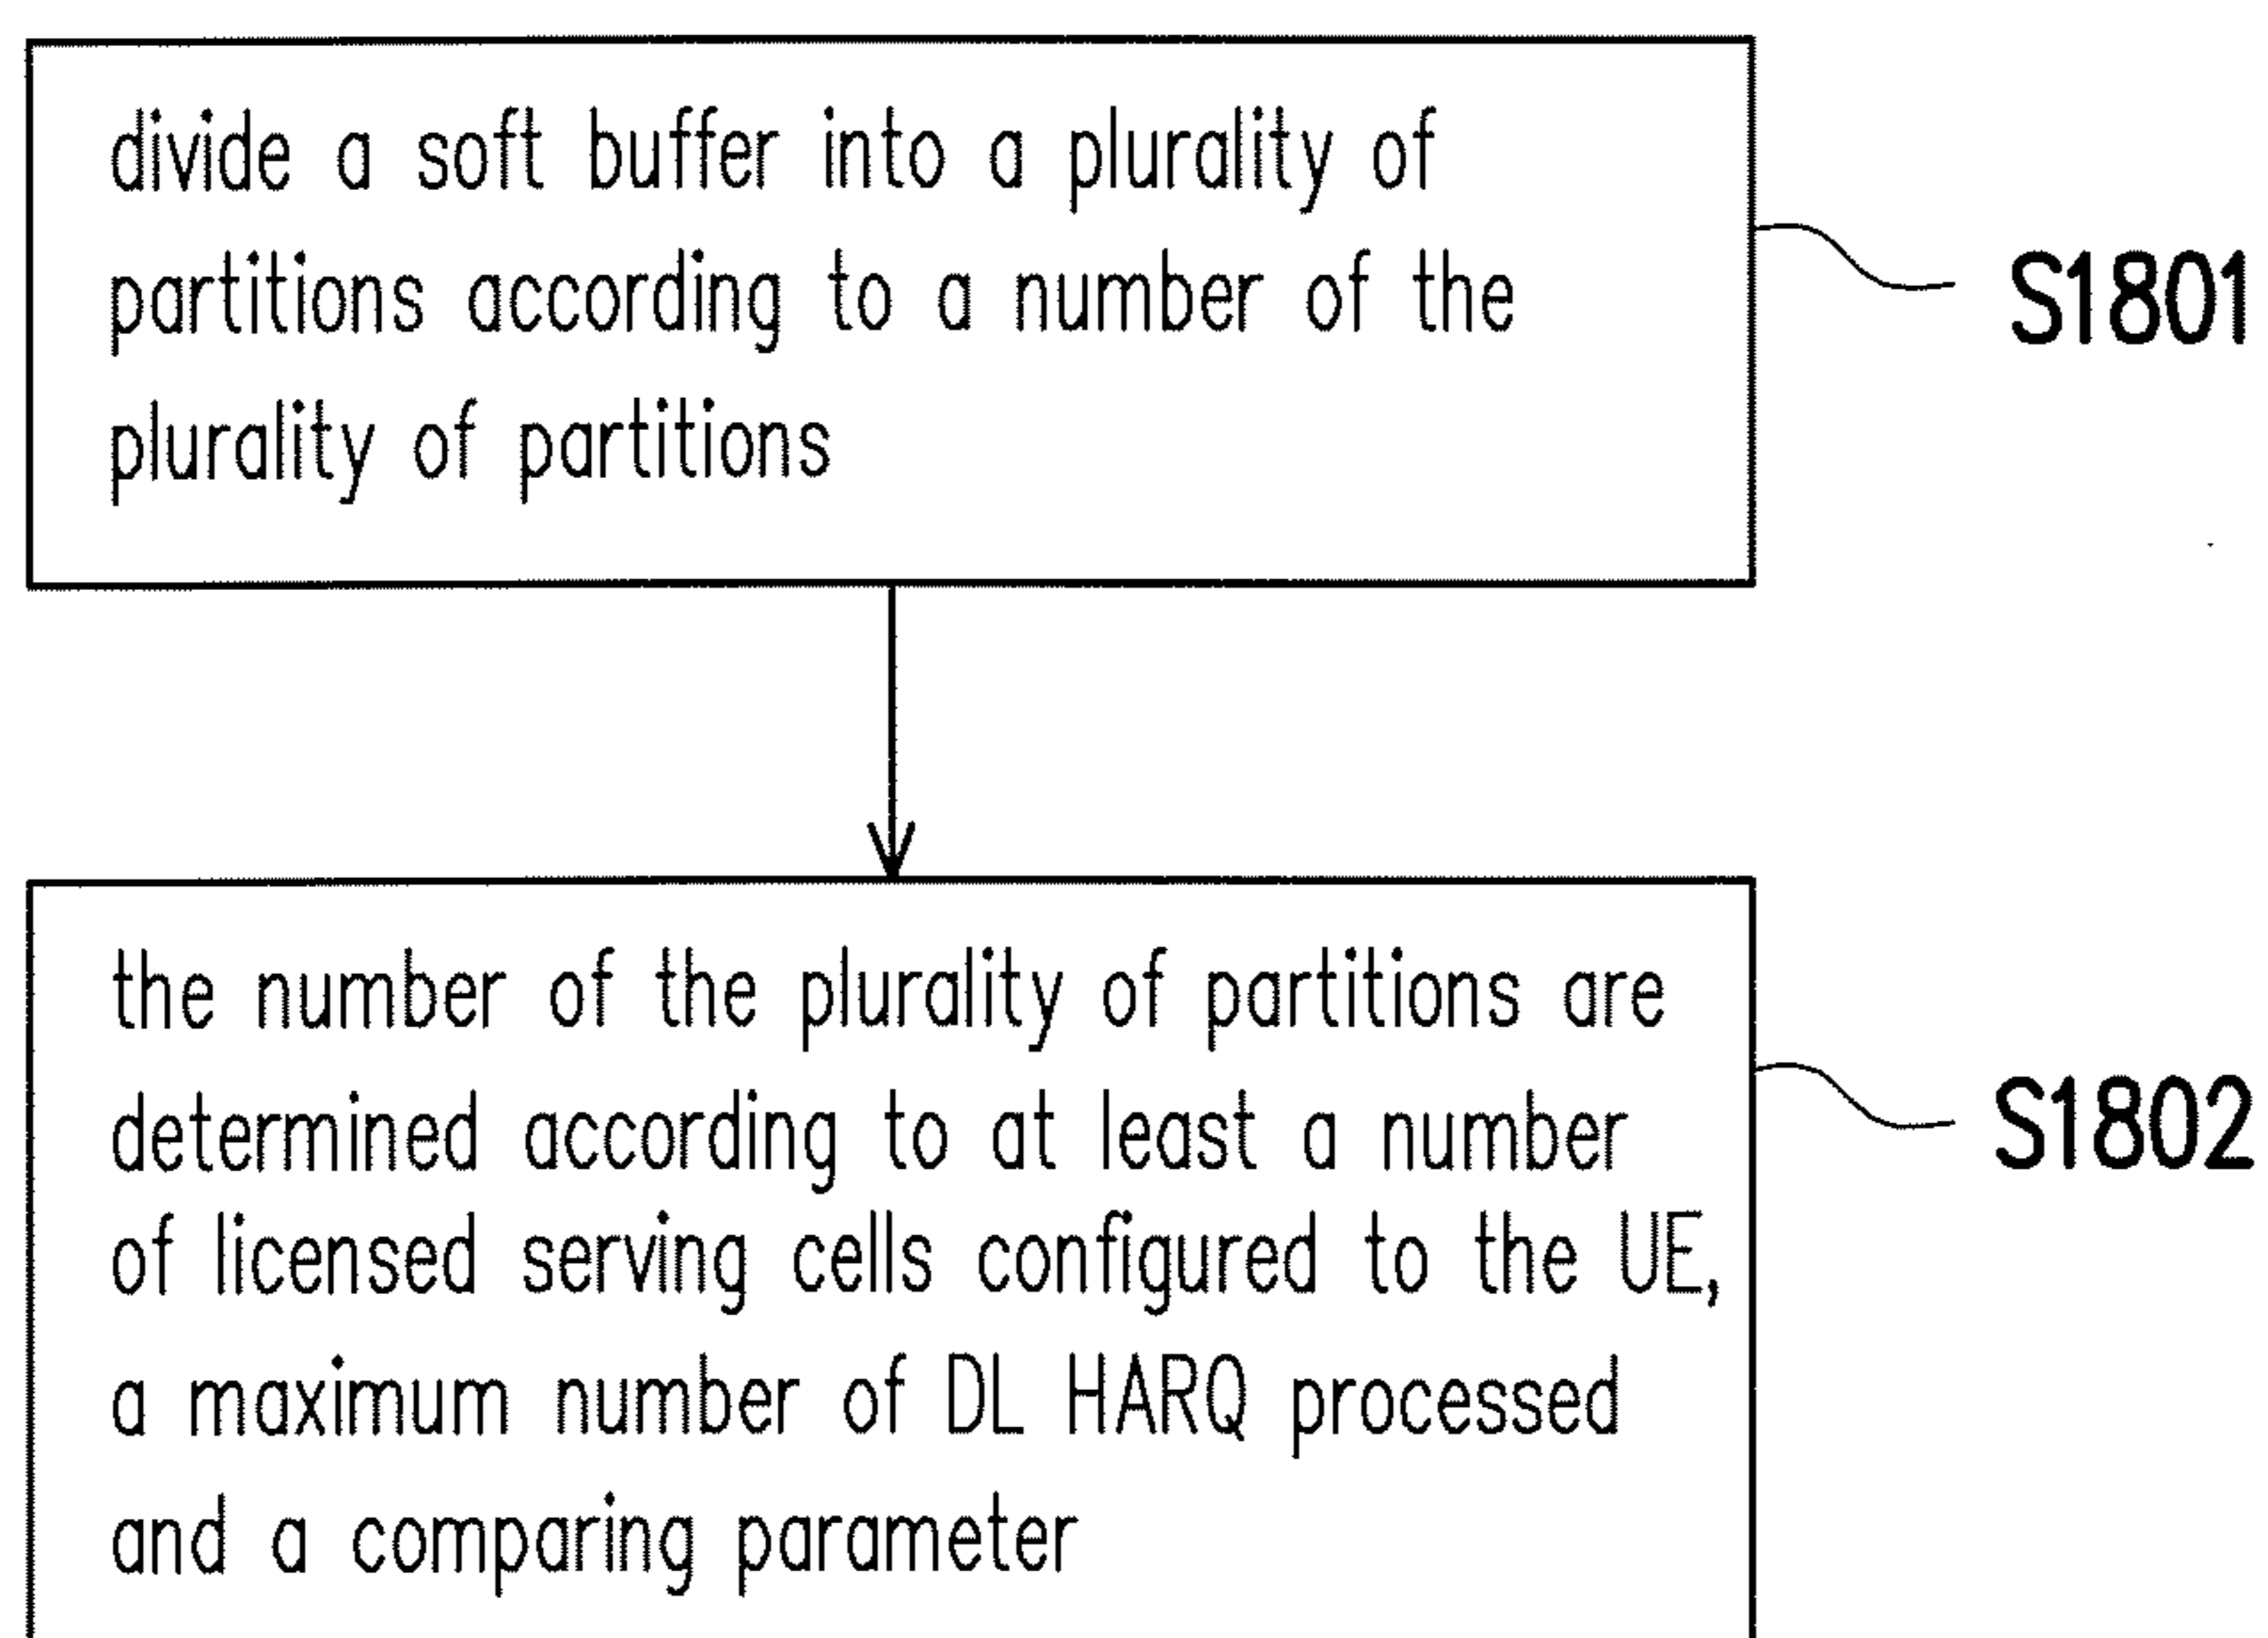 divide a soft buffer into a plurality of
partitions according to a number of the
plurality of partitions
S1801
the number of the plurality of partitions are
determined according to at least a number
of licensed serving cells configured to the UE,
a maximum number of DL HARQ processed
and a comparing parameter
S1802